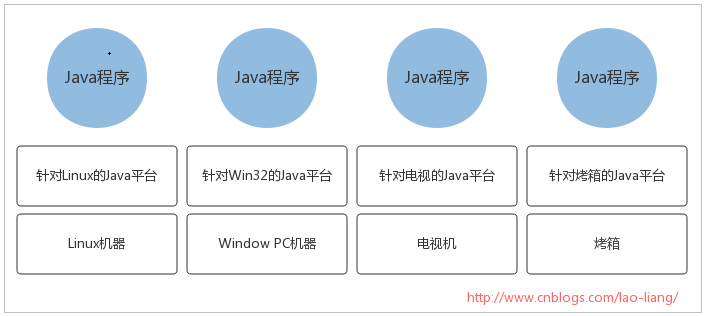 Java程序 Java程序 Java程序 Java程序
针对Linux的Java平台 针对Win32的Java平台 针对电视的Java平台 针对烤箱的Java平台
Linux机器 Window PC机器 电视机 烤箱
http://www.cnblogs.com/lao-liang/